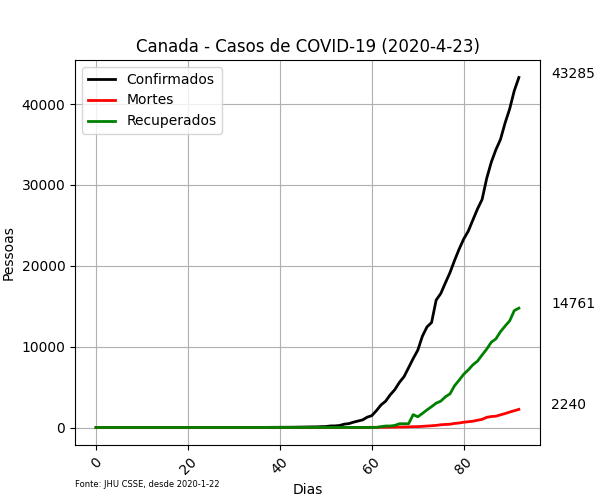 Canada - Casos de COVID-19 (2020-4-23)
Confirmados
Mortes
Recuperados
43285
14761
2240
Pessoas
40000
30000
20000
10000
0
0
20
40
60
80
Dias
Fonte: JHU CSSE, desde 2020-1-22